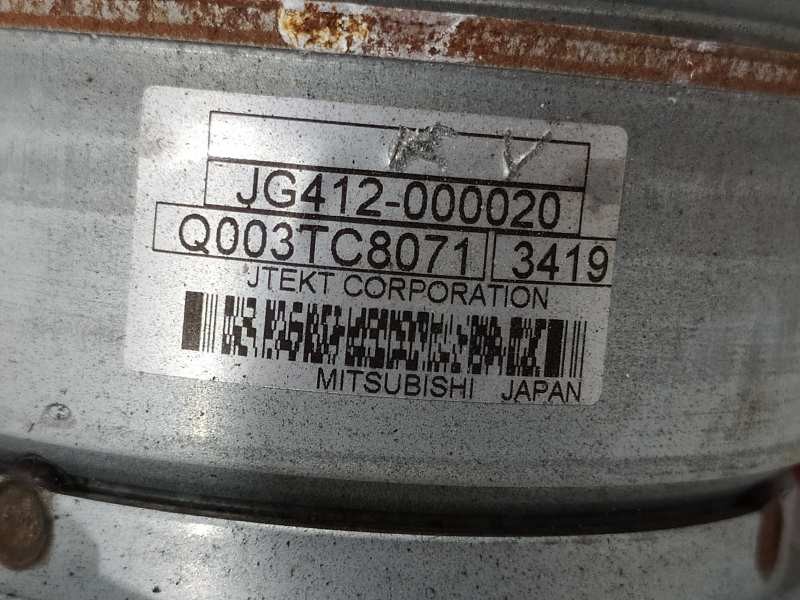 JG412-000020
Q003TC8071 3419
JTEKT CORPORATION
MITSUBISHI JAPAN